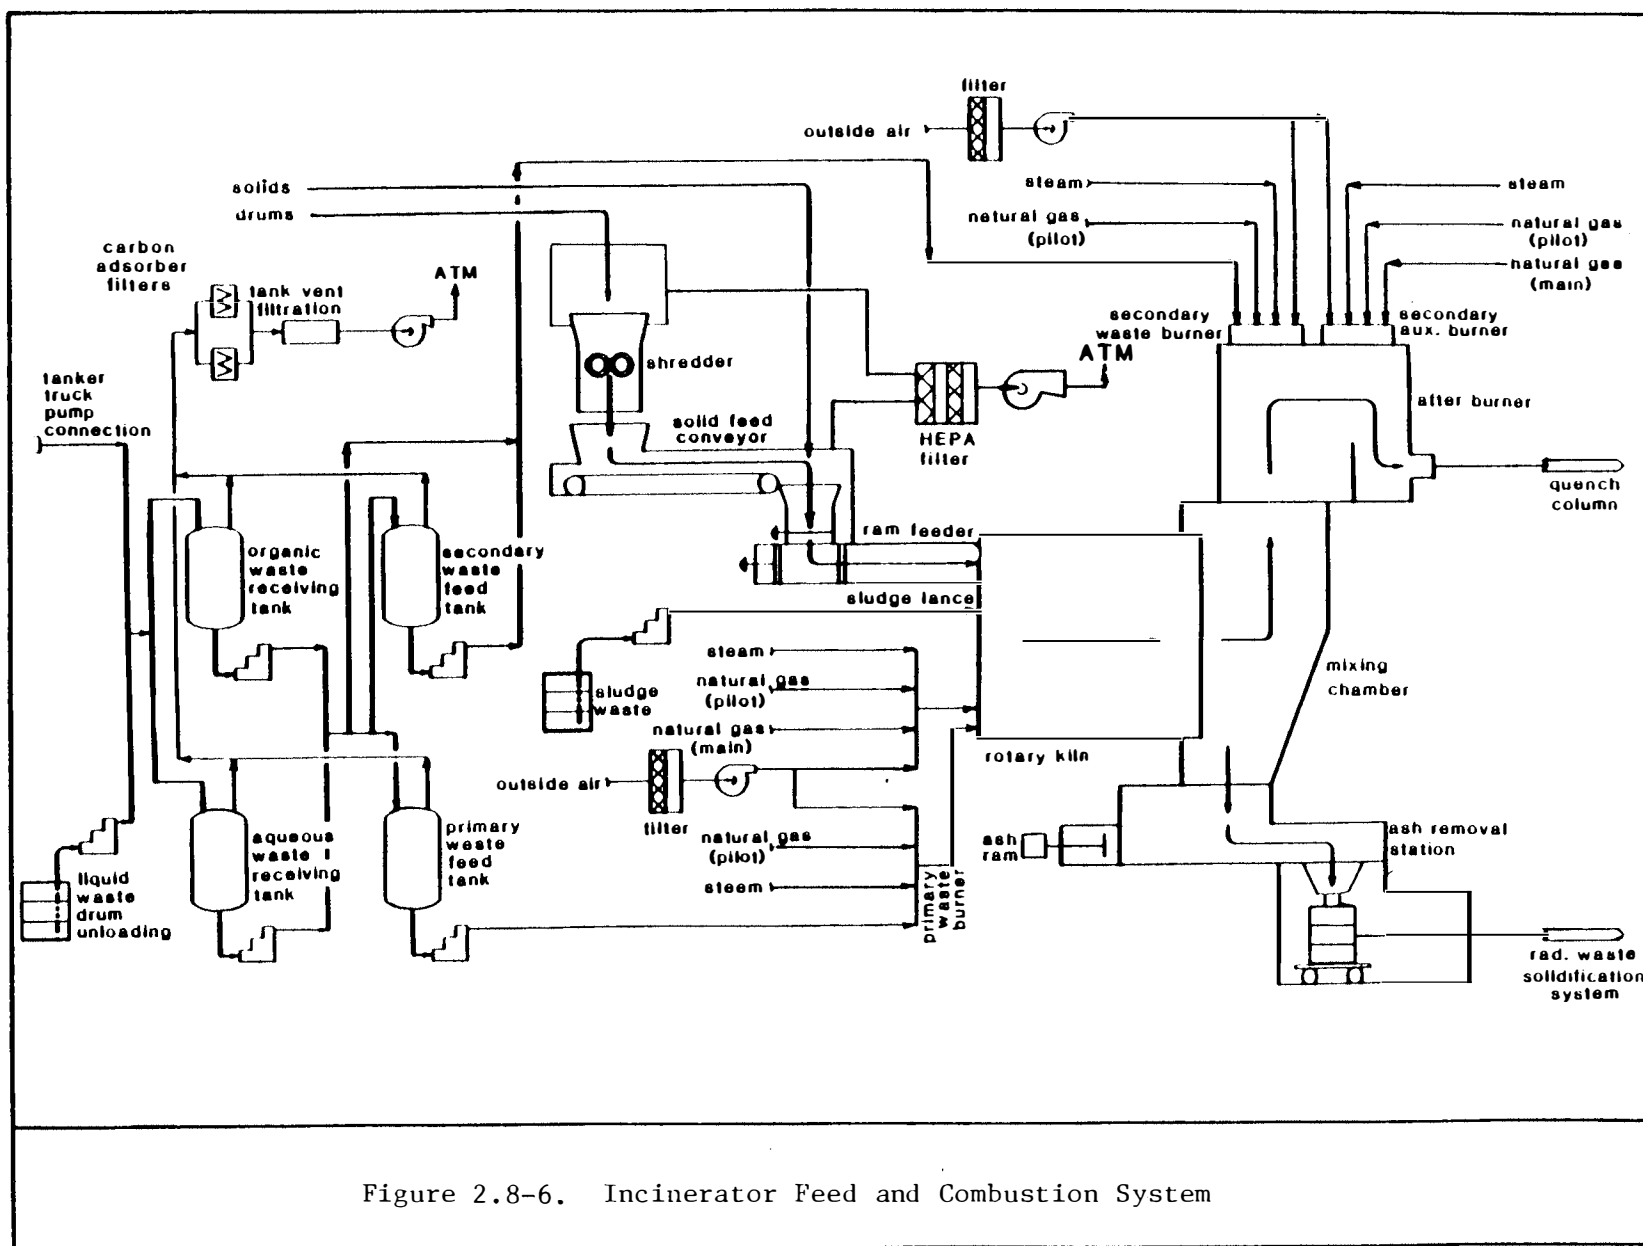 filter
outside air
solids
drums
steam
steam
natural gas
(pilot)
natural gas
(pilot)
natural gas
(main)
carbon
adsorber
filters
tank vent
filtration
ATM
secondary
waste burner
secondary
aux. burner
ATM
shredder
tanker
truck
pump
connection
solid feed
conveyor
HEPA
filter
after burner
quench
column
organic
waste
receiving
tank
secondary
waste
feed
tank
ram feeder
sludge lance
sludge
waste
steam
natural gas
(pilot)
natural gas
(main)
outside air
filter
rotary kiln
mixing
chamber
aqueous
waste
receiving
tank
primary
waste
feed
tank
natural gas
(pilot)
steem
primary
waste
burner
ash
ram
ash removal
station
liquid
waste
drum
unloading
rad. waste
solidification
system
Figure 2.8-6. Incinerator Feed and Combustion System